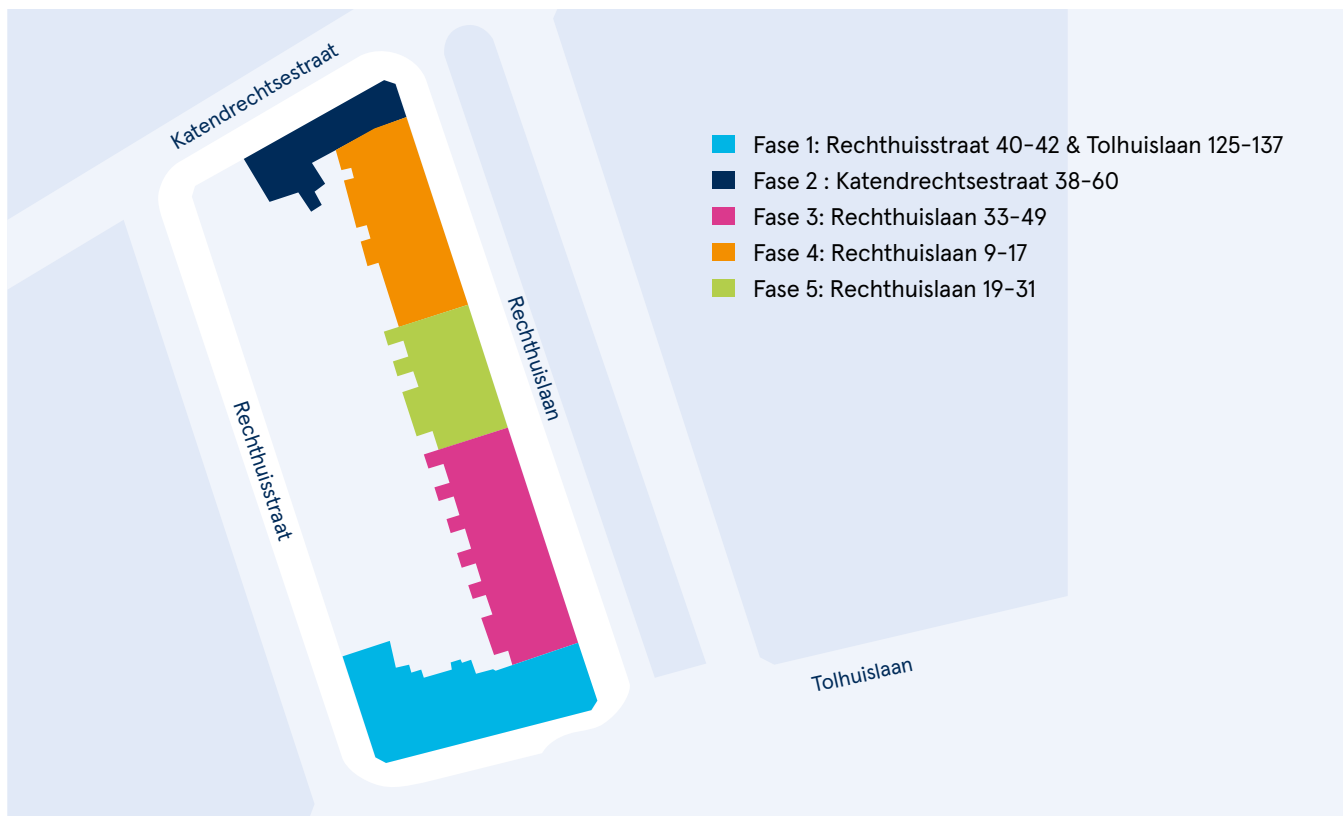 Katendrechtsestraat
Fase 1: Rechthuisstraat 40-42 & Tolhuislaan 125-137
Fase 2 : Katendrechtsestraat 38-60
Fase 3: Rechthuislaan 33-49
Fase 4: Rechthuislaan 9-17
Fase 5: Rechthuislaan 19-31
Rechthuislaan
Rechthuisstraat
Tolhuislaan